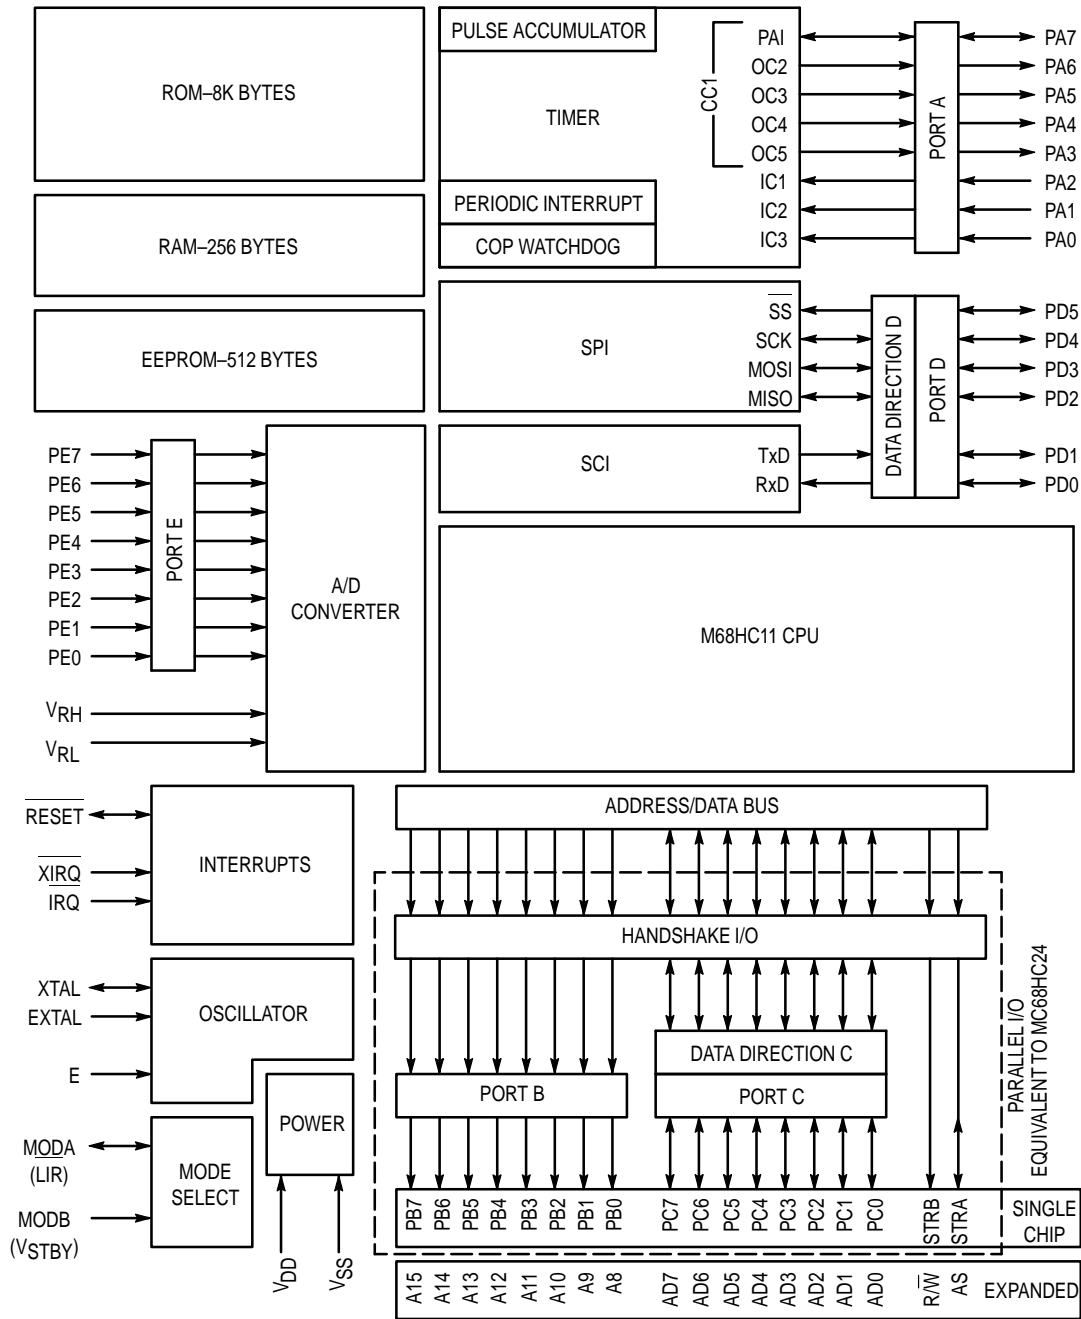 ROM–8K BYTES
RAM–256 BYTES
EEPROM–512 BYTES
PULSE ACCUMULATOR
TIMER
PERIODIC INTERRUPT
COP WATCHDOG
CC1
PAI
OC2
OC3
OC4
OC5
IC1
IC2
IC3
PORT A
PA7
PA6
PA5
PA4
PA3
PA2
PA1
PA0
SPI
SS
SCK
MOSI
MISO
SCI
TxD
RxD
DATA DIRECTION D
PORT D
PD5
PD4
PD3
PD2
PD1
PD0
PE7
PE6
PE5
PE4
PE3
PE2
PE1
PE0
PORT E
A/D
CONVERTER
VRH
VRL
M68HC11 CPU
RESET
XIRQ
IRQ
INTERRUPTS
XTAL
EXTAL
E
OSCILLATOR
POWER
MODA
(LIR)
MODB
(VSTBY)
MODE
SELECT
VDD
VSS
ADDRESS/DATA BUS
HANDSHAKE I/O
DATA DIRECTION C
PORT B
PORT C
PARALLEL I/O
EQUIVALENT TO MC68HC24
PB7
PB6
PB5
PB4
PB3
PB2
PB1
PB0
PC7
PC6
PC5
PC4
PC3
PC2
PC1
PC0
STRB
STRA
SINGLE
CHIP
A15
A14
A13
A12
A11
A10
A9
A8
AD7
AD6
AD5
AD4
AD3
AD2
AD1
AD0
R/W
AS
EXPANDED